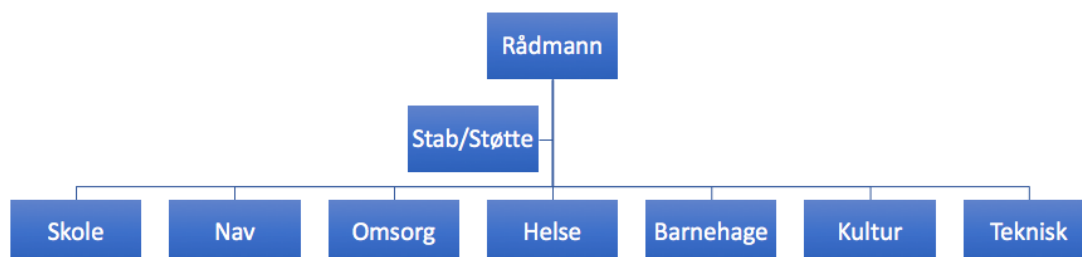 Rådmann
Stab/Støtte
Skole
Nav
Omsorg
Helse
Barnehage
Kultur
Teknisk